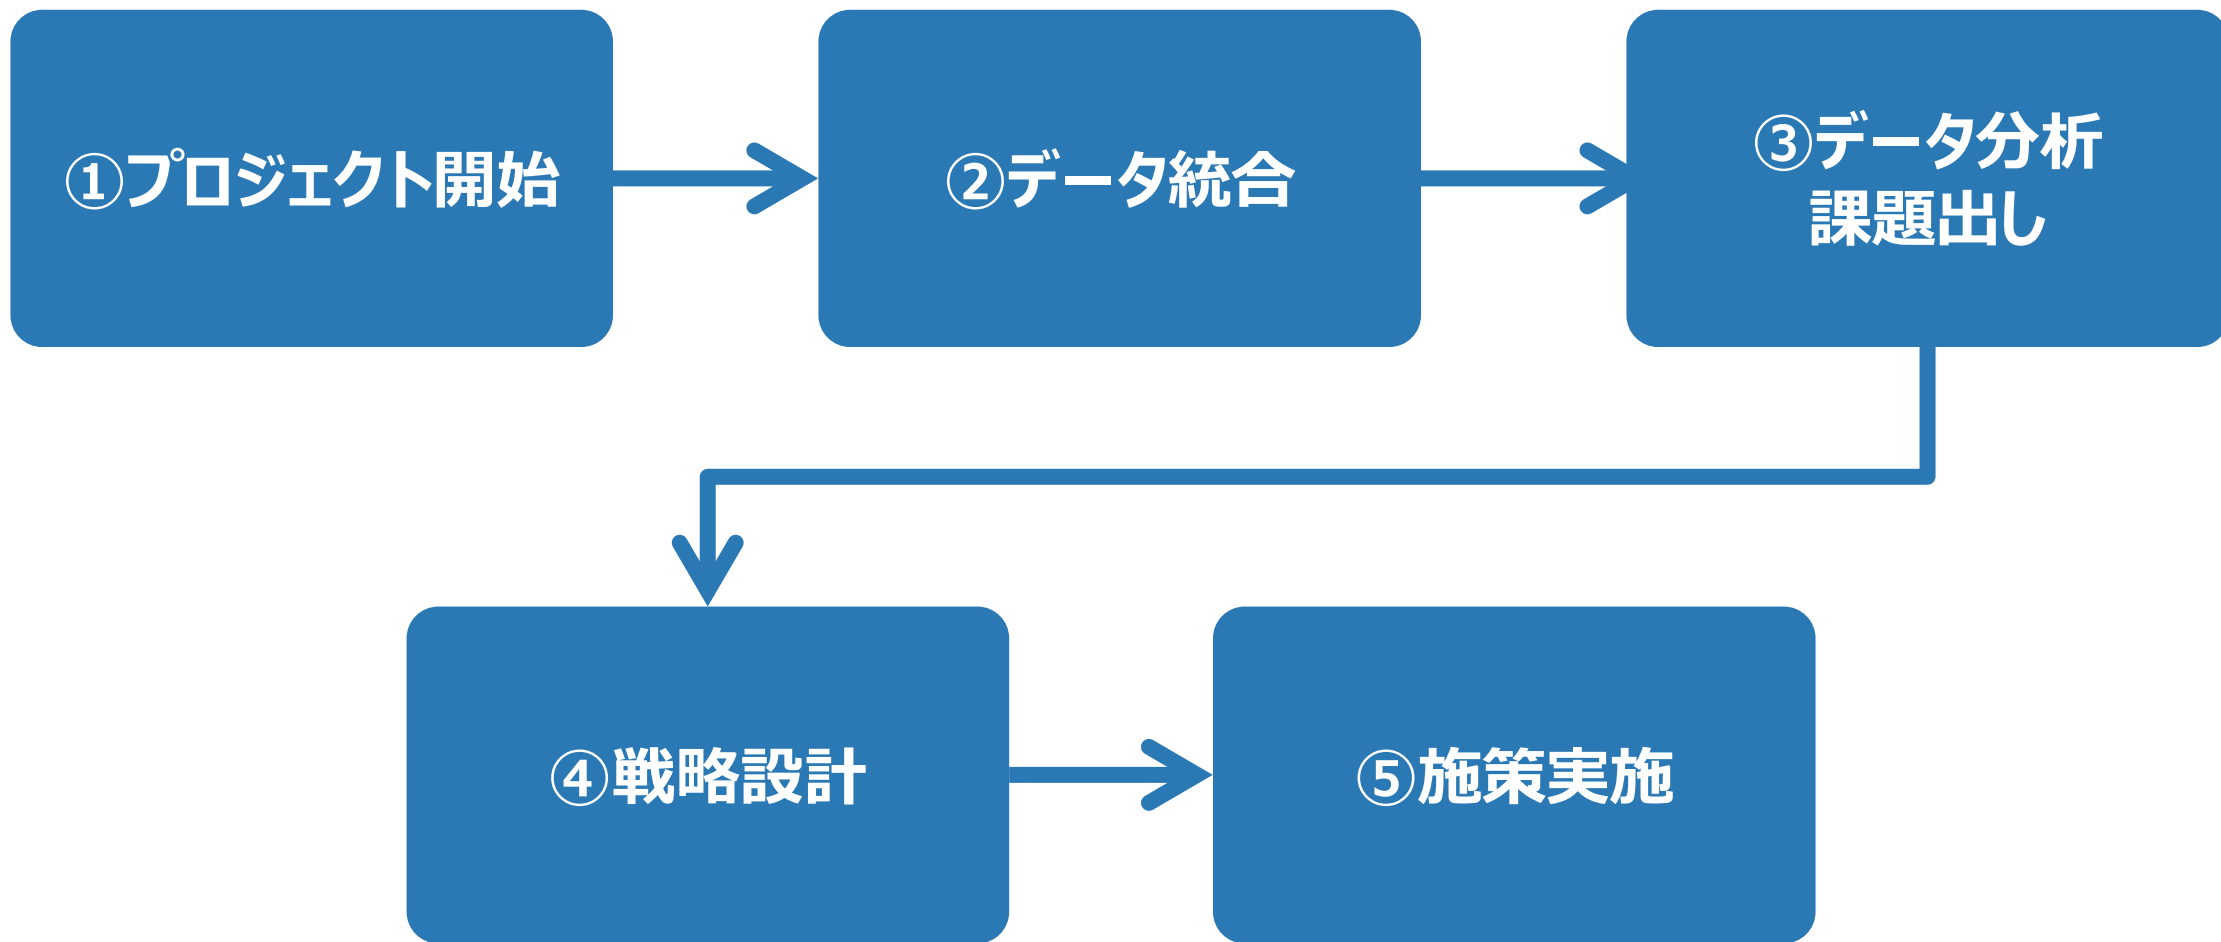 ①プロジェクト開始
②データ統合
③データ分析
課題出し
④戦略設計
⑤施策実施